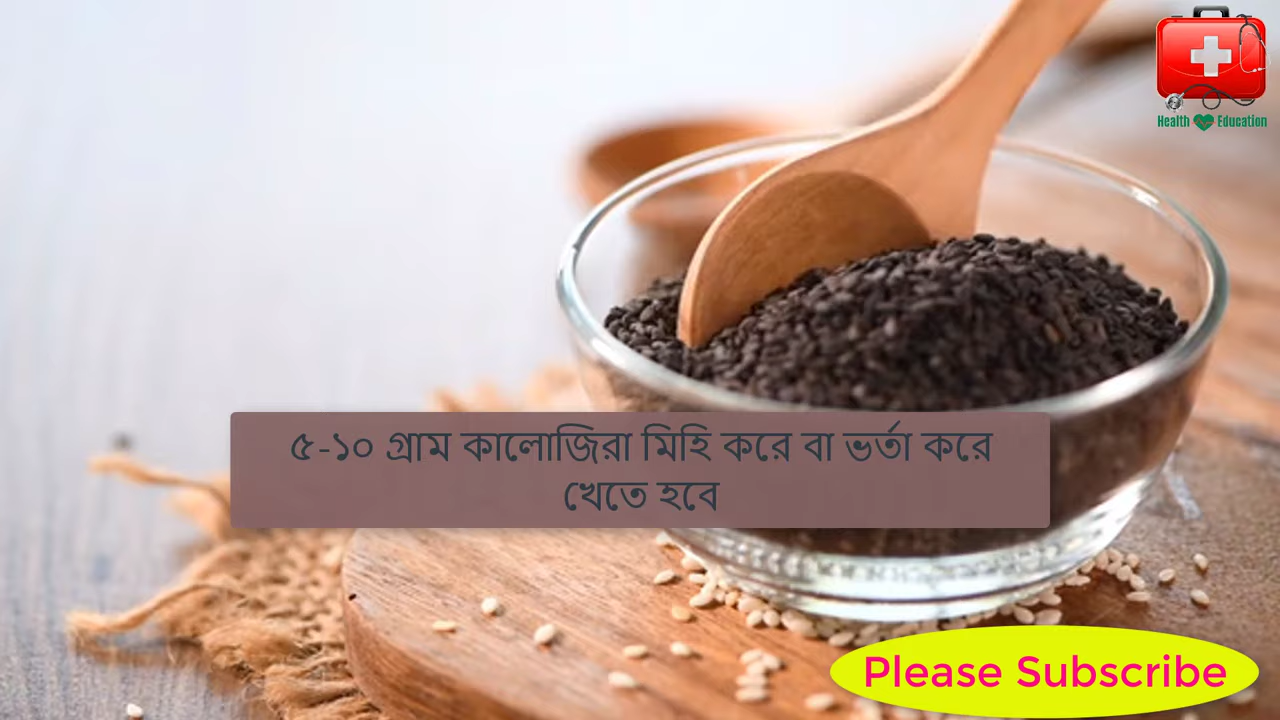 Health Education
৫-১০ গ্রাম কালোজিরা মিহি করে বা ভর্তা করে
খেতে হবে
Please Subscribe